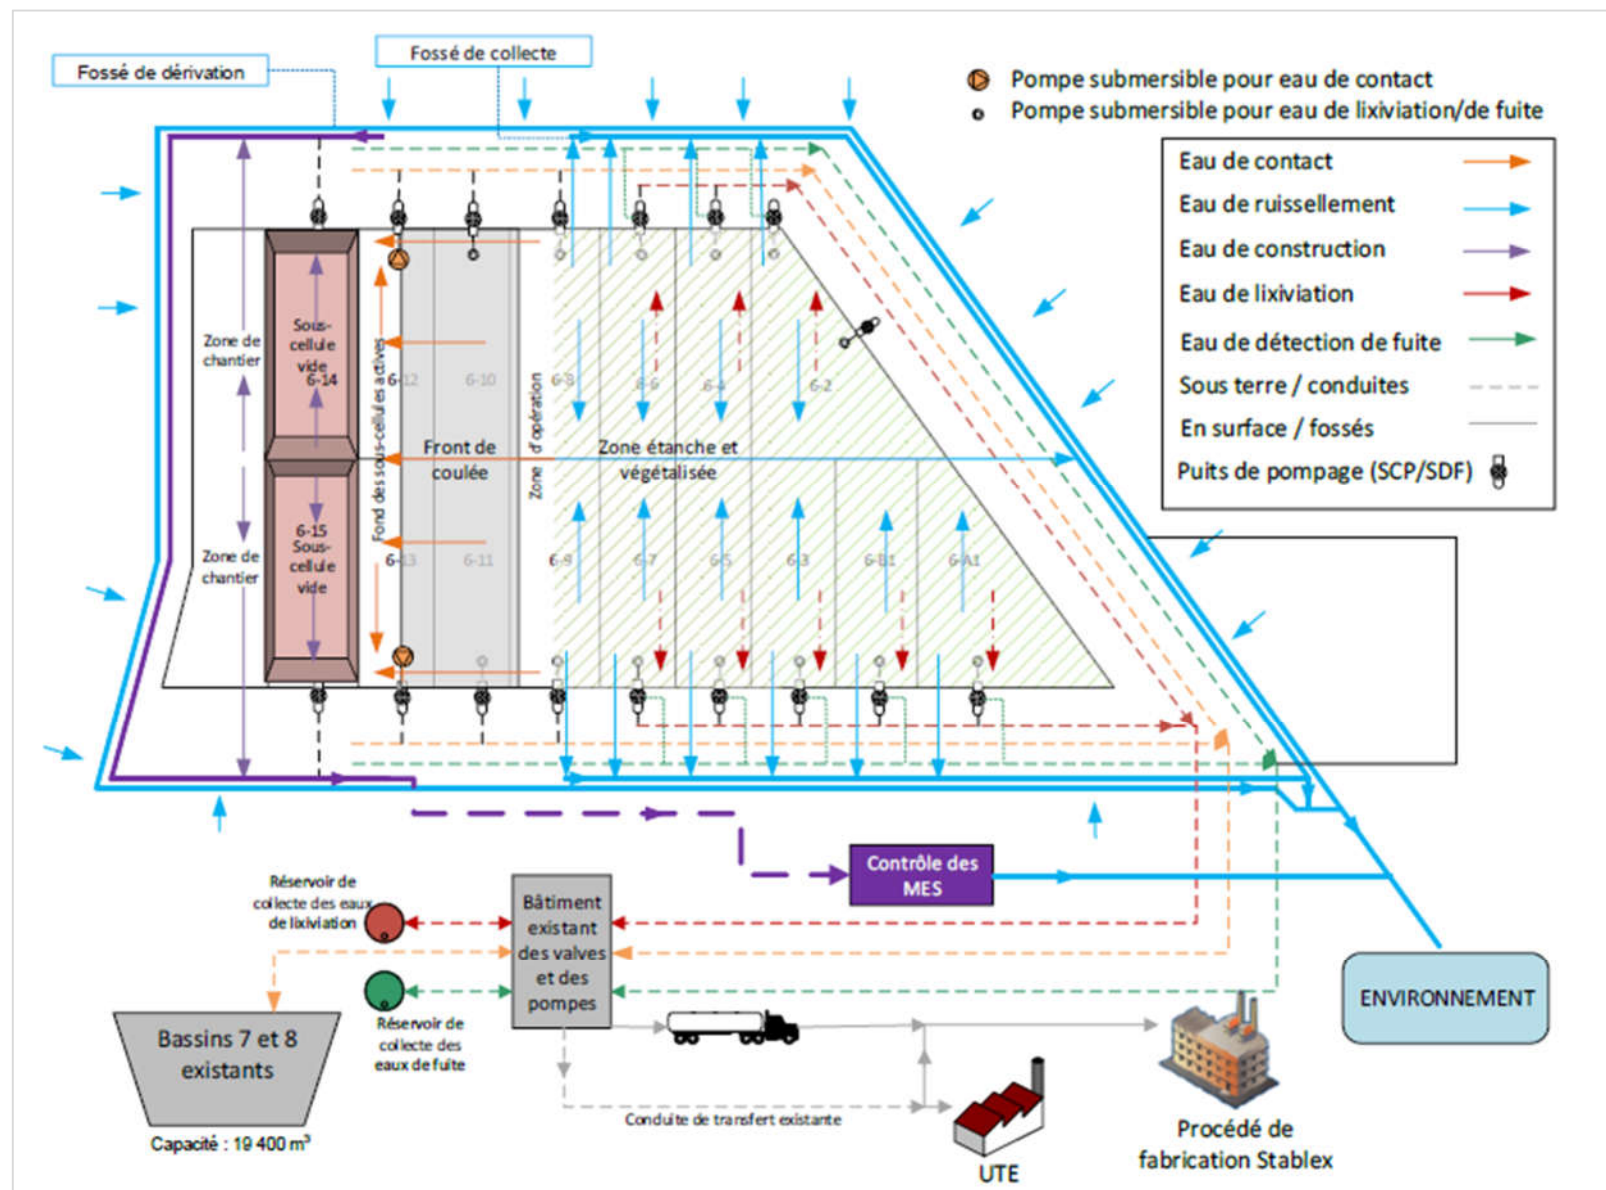 Fossé de collecte
Fossé de dérivation
Pompe submersible pour eau de contact
Pompe submersible pour eau de lixiviation/de fuite
Eau de contact
Eau de ruissellement
Eau de construction
Eau de lixiviation
Eau de détection de fuite
Sous terre / conduites
En surface / fossés
Puits de pompage (SCP/SDF)
Zone de
chantier
Sous-
cellule
vide
6-14
Fond des sous-cellules actives
6-12
6-10
Zone d'opération
6-8
6-6
6-4
6-2
Front de
coulée
Zone étanche et
végétalisée
Zone de
chantier
6-15
Sous-
cellule
vide
6-13
6-11
6-9
6-7
6-5
6-3
6-B1
6-A1
Contrôle des
MES
Réservoir de
collecte des eaux
de lixiviation
Bâtiment
existant
des valves
et des
pompes
Réservoir de
collecte des
eaux de fuite
Bassins 7 et 8
existants
Capacité : 19 400 m³
Conduite de transfert existante
UTE
Procédé de
fabrication Stablex
ENVIRONNEMENT